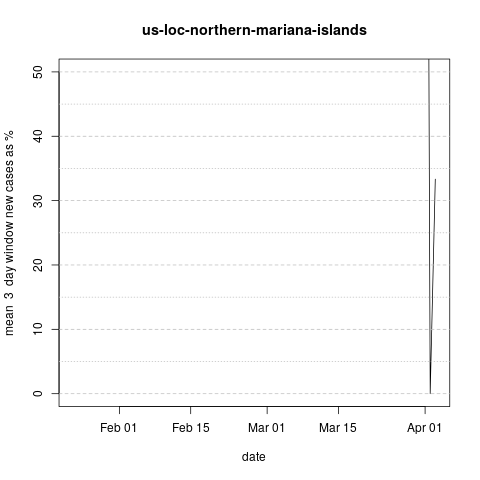 us-loc-northern-mariana-islands
mean  3  day window new cases as %
50
40
30
20
10
0
Feb 01
Feb 15
Mar 01
Mar 15
Apr 01
date